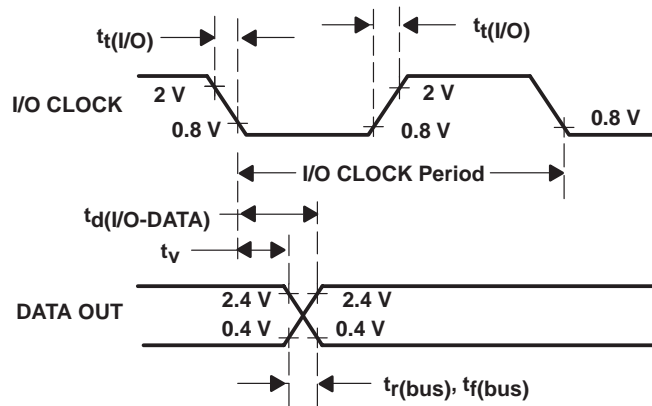 tt(I/O)
tt(I/O)
I/O CLOCK
2 V
2 V
0.8 V
0.8 V
0.8 V
I/O CLOCK Period
td(I/O-DATA)
tv
DATA OUT
2.4 V
2.4 V
0.4 V
0.4 V
tr(bus), tf(bus)